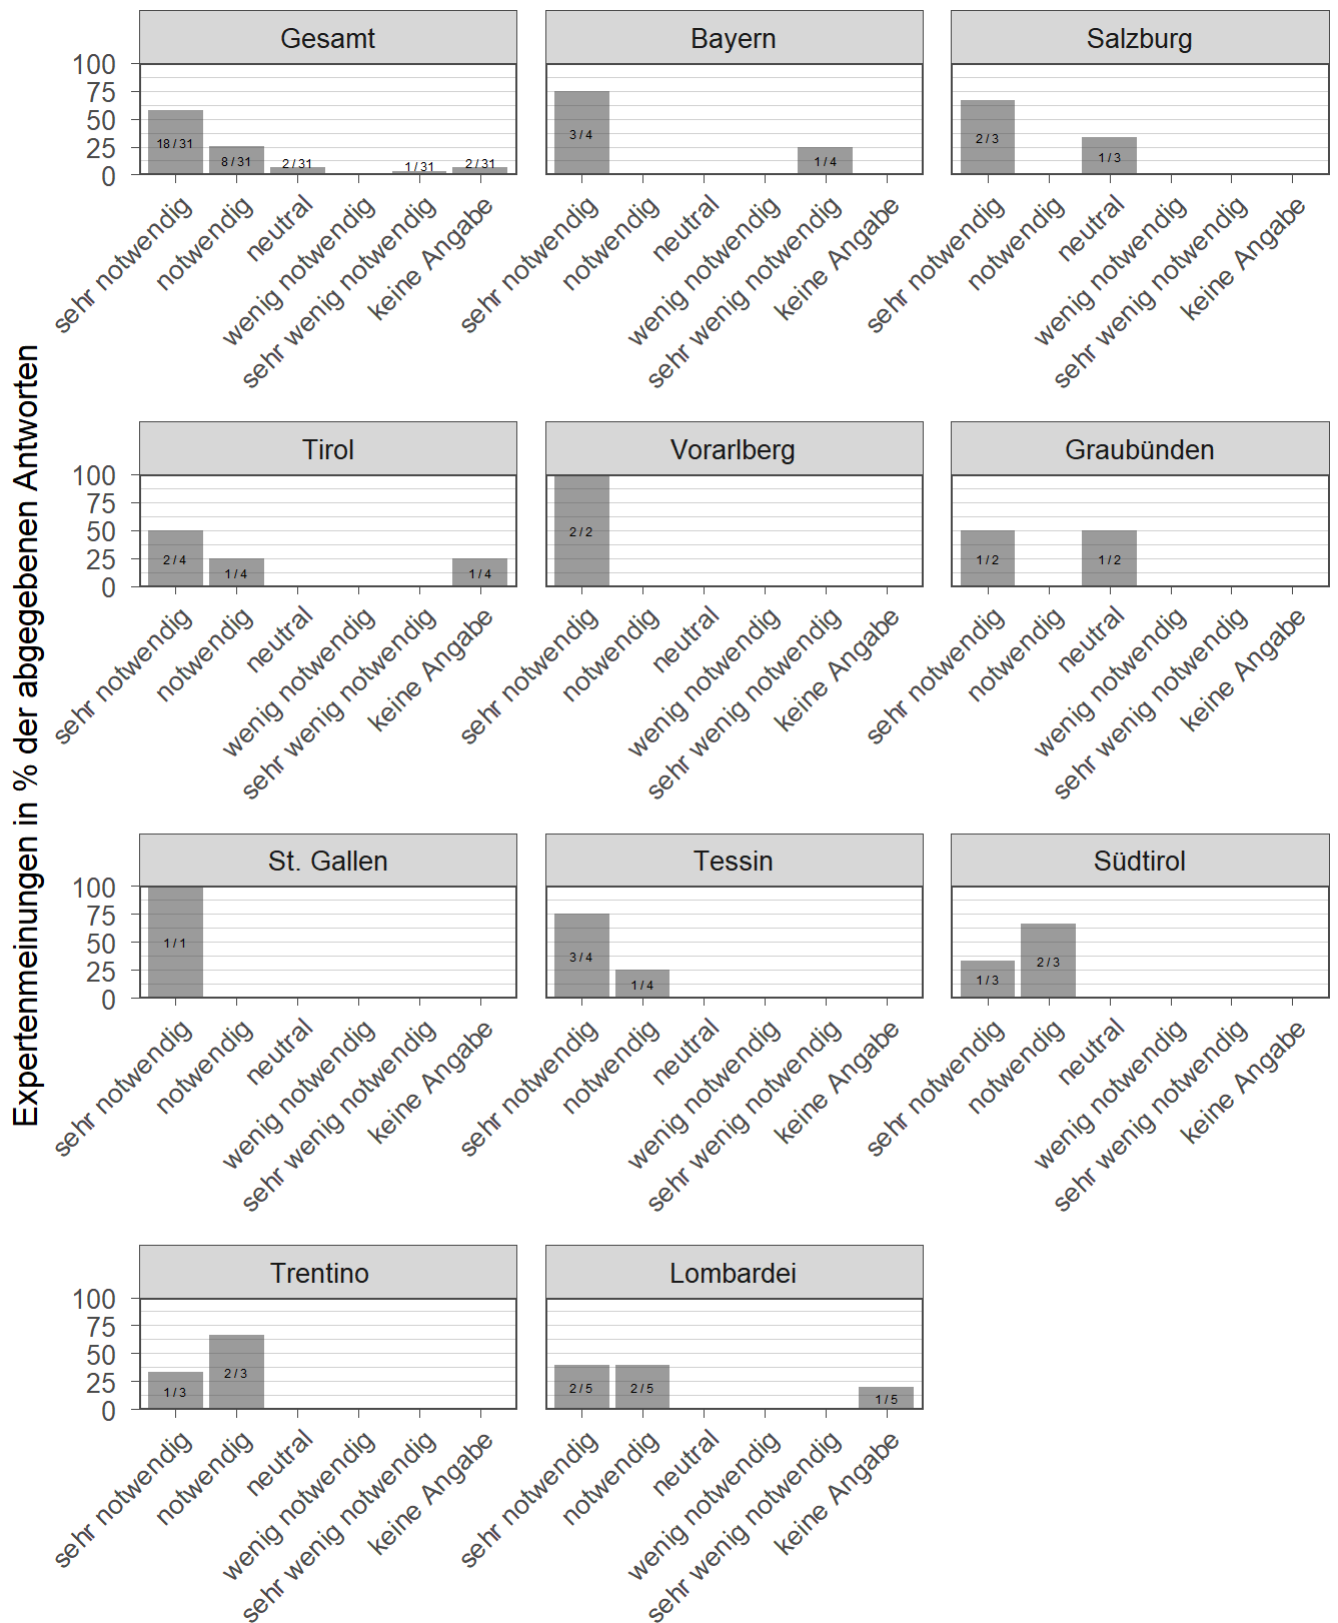 Expertenmeinungen in % der abgegebenen Antworten
Gesamt
100
75
50
25
0
18 / 31
8 / 31
2 / 31
1 / 31
2 / 31
sehr notwendig
notwendig
neutral
wenig notwendig
sehr wenig notwendig
keine Angabe
Bayern
3 / 4
1 / 4
sehr notwendig
notwendig
neutral
wenig notwendig
sehr wenig notwendig
keine Angabe
Salzburg
2 / 3
1 / 3
sehr notwendig
notwendig
neutral
wenig notwendig
sehr wenig notwendig
keine Angabe
Tirol
100
75
50
25
0
2 / 4
1 / 4
1 / 4
sehr notwendig
notwendig
neutral
wenig notwendig
sehr wenig notwendig
keine Angabe
Vorarlberg
2 / 2
sehr notwendig
notwendig
neutral
wenig notwendig
sehr wenig notwendig
keine Angabe
Graubünden
1 / 2
1 / 2
sehr notwendig
notwendig
neutral
wenig notwendig
sehr wenig notwendig
keine Angabe
St. Gallen
100
75
50
25
0
1 / 1
sehr notwendig
notwendig
neutral
wenig notwendig
sehr wenig notwendig
keine Angabe
Tessin
3 / 4
1 / 4
sehr notwendig
notwendig
neutral
wenig notwendig
sehr wenig notwendig
keine Angabe
Südtirol
1 / 3
2 / 3
sehr notwendig
notwendig
neutral
wenig notwendig
sehr wenig notwendig
keine Angabe
Trentino
100
75
50
25
0
1 / 3
2 / 3
sehr notwendig
notwendig
neutral
wenig notwendig
sehr wenig notwendig
keine Angabe
Lombardei
2 / 5
2 / 5
1 / 5
sehr notwendig
notwendig
neutral
wenig notwendig
sehr wenig notwendig
keine Angabe